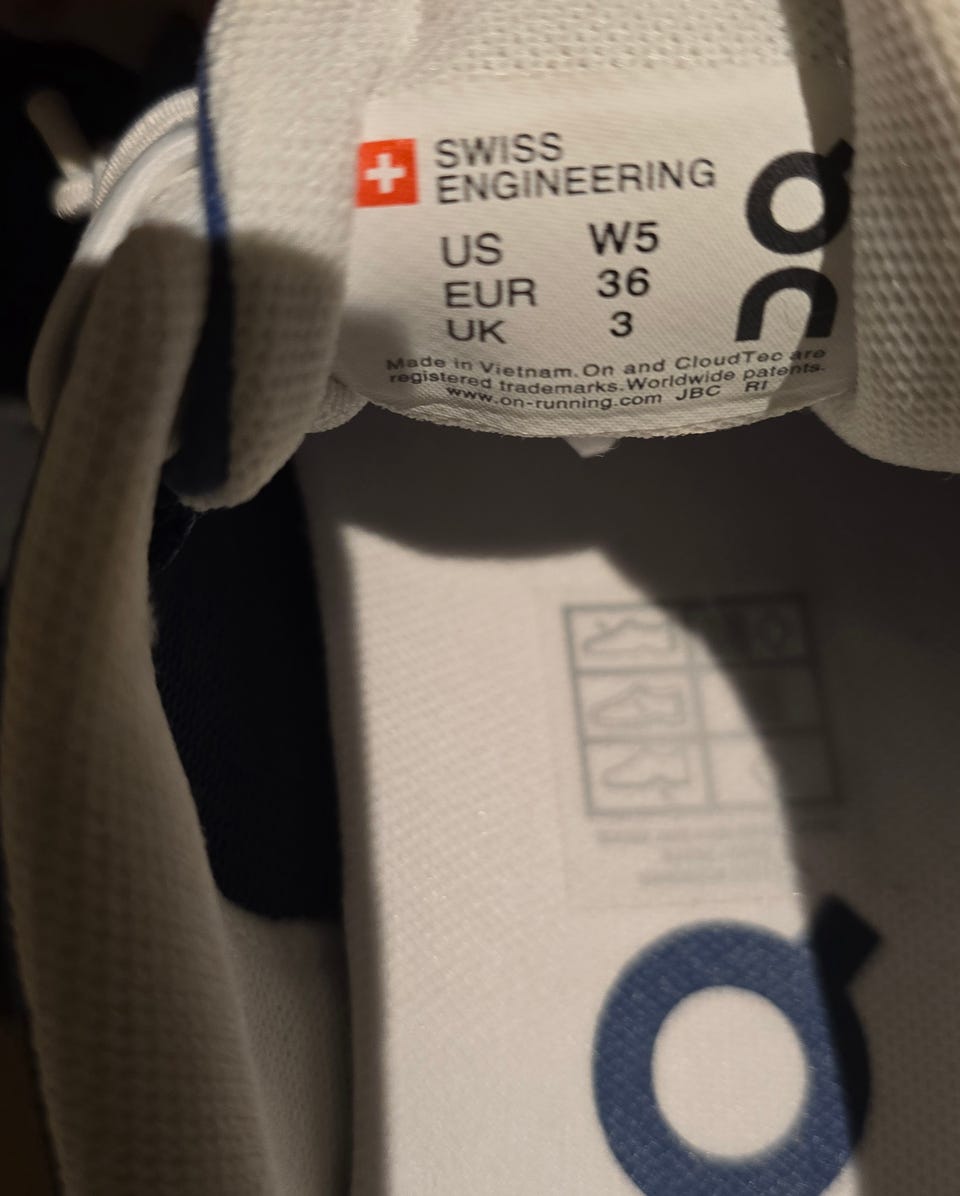 SWISS
ENGINEERING
US W5
EUR 36
UK 3
Made in Vietnam. On and CloudTec are
registered trademarks. Worldwide patents.
www.on-running.com JBC RI